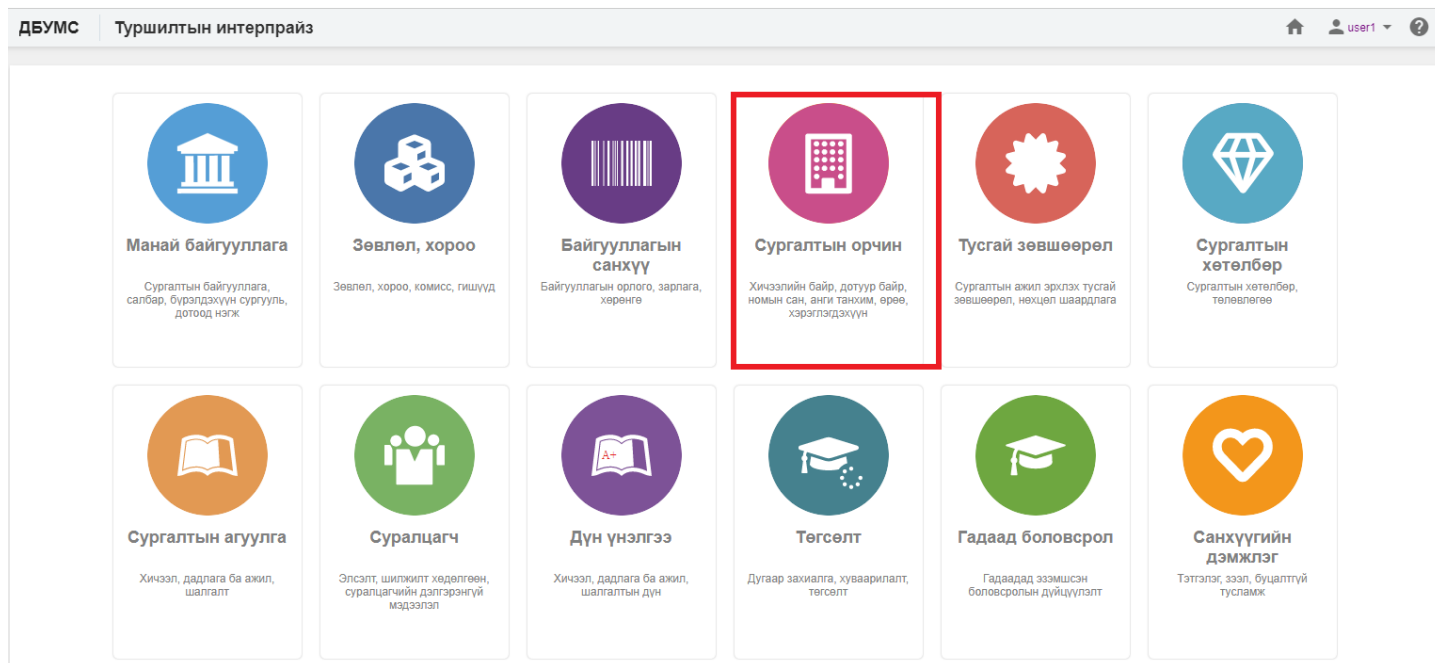 ДБУМС Туршилтын интерпрайз user1
Манай байгууллага
Сургалтын байгууллага,
салбар, бүрэлдэхүүн сургууль,
дотоод нэгж
Зөвлөл, хороо
Зөвлөл, хороо, комисс, гишүүд
Байгууллагын
санхүү
Байгууллагын орлого, зарлага,
хөрөнгө
Сургалтын орчин
Хичээлийн байр, дотуур байр,
номын сан, анги танхим, өрөө,
хэрэглэгдэхүүн
Тусгай зөвшөөрөл
Сургалтын ажил эрхлэх тусгай
зөвшөөрөл, нөхцөл шаардлага
Сургалтын
хөтөлбөр
Сургалтын хөтөлбөр,
төлөвлөгөө
Сургалтын агуулга
Хичээл, дадлага ба ажил,
шалгалт
Суралцагч
Элсэлт, шилжилт хөдөлгөөн,
суралцагчийн дэлгэрэнгүй
мэдээлэл
A+
Дүн үнэлгээ
Хичээл, дадлага ба ажил,
шалгалтын дүн
Төгсөлт
Дугаар захиалга, хуваарилалт,
төгсөлт
Гадаад боловсрол
Гадаадад эзэмшсэн
боловсролын дүйцүүлэлт
Санхүүгийн
дэмжлэг
Тэтгэлэг, зээл, буцалтгүй
тусламж